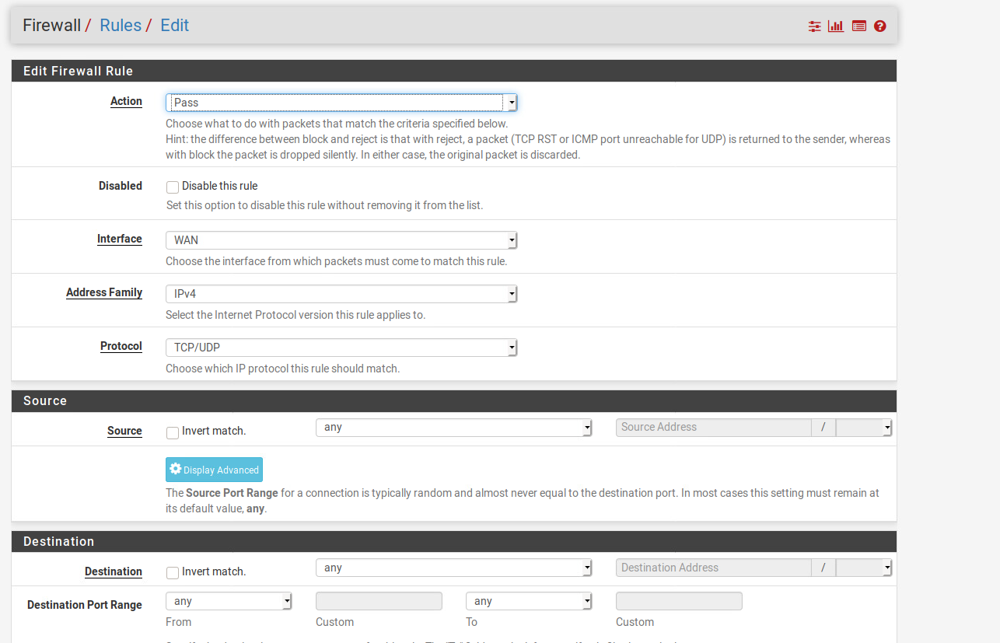 Firewall / Rules / Edit
Edit Firewall Rule
Action
Pass
Choose what to do with packets that match the criteria specified below.
Hint: the difference between block and reject is that with reject, a packet (TCP RST or ICMP port unreachable for UDP) is returned to the sender, whereas
with block the packet is dropped silently. In either case, the original packet is discarded.
Disabled
Disable this rule
Set this option to disable this rule without removing it from the list.
Interface
WAN
Choose the interface from which packets must come to match this rule.
Address Family
IPv4
Select the Internet Protocol version this rule applies to.
Protocol
TCP/UDP
Choose which IP protocol this rule should match.
Source
Source
Invert match.
any
Source Address
/
Display Advanced
The Source Port Range for a connection is typically random and almost never equal to the destination port. In most cases this setting must remain at
its default value, any.
Destination
Destination
Invert match.
any
Destination Address
/
Destination Port Range
any
any
From
Custom
To
Custom